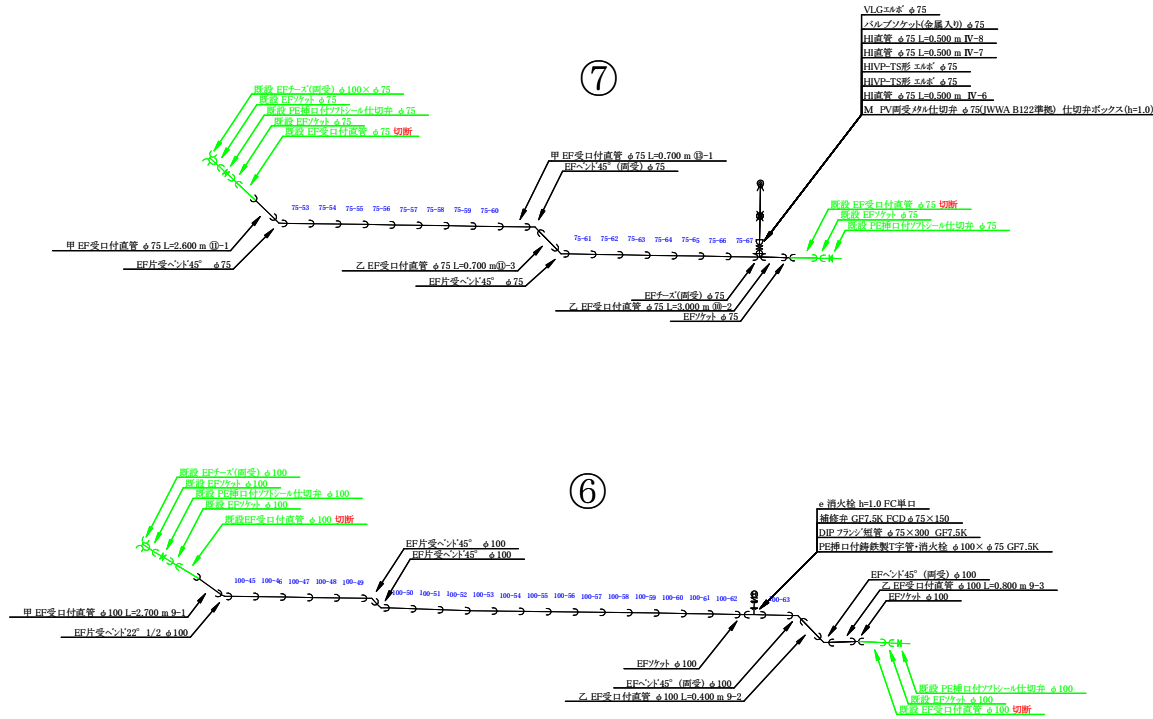 VLGエルボ φ75
バルブソケット(金属入り) φ75
HI直管 φ75 L=0.500 m Ⅳ-8
HI直管 φ75 L=0.500 m Ⅳ-7
HIVP-TS形 エルボ φ75
HIVP-TS形 エルボ φ75
HI直管 φ75 L=0.500 m Ⅳ-6
M PV両受メタル仕切弁 φ75(JWWA B122準拠) 仕切弁ボックス(h=1.0)
⑦
既設 EFチーズ(両受) φ100×φ75
既設 EFソケット φ75
既設 PE挿口付ソフトシール仕切弁 φ75
既設 EFソケット φ75
既設 EF受口付直管 φ75 切断
甲 EF受口付直管 φ75 L=0.700 m ⑬-1
EFベンド45° (両受) φ75
75-53 75-54 75-55 75-56 75-57 75-58 75-59 75-60
既設 EF受口付直管 φ75 切断
既設 EFソケット φ75
既設 PE挿口付ソフトシール仕切弁 φ75
75-61 75-62 75-63 75-64 75-65 75-66 75-67
甲 EF受口付直管 φ75 L=2.600 m ⑪-1
EF片受ベンド45° φ75
乙 EF受口付直管 φ75 L=0.700 m⑪-3
EF片受ベンド45° φ75
EFチーズ(両受) φ75
乙 EF受口付直管 φ75 L=3.000 m ⑩-2
EFソケット φ75
⑥
既設 EFチーズ(両受) φ100
既設 EFソケット φ100
既設 PE挿口付ソフトシール仕切弁 φ100
既設 EFソケット φ100
既設EF受口付直管 φ100 切断
e 消火栓 h=1.0 FC単口
補修弁 GF7.5K FCD φ75×150
DIP フランジ短管 φ75×300 GF7.5K
PE挿口付鋳鉄製T字管・消火栓 φ100×φ75 GF7.5K
EF片受ベンド45° φ100
EF片受ベンド45° φ100
EFベンド45° (両受) φ100
乙 EF受口付直管 φ100 L=0.800 m 9-3
EFソケット φ100
100-45 100-46 100-47 100-48 100-49
100-50 100-51 100-52 100-53 100-54 100-55 100-56 100-57 100-58 100-59 100-60 100-61 100-62 100-63
甲 EF受口付直管 φ100 L=2.700 m 9-1
EF片受ベンド22° 1/2 φ100
EFソケット φ100
EFベンド45° (両受) φ100
乙 EF受口付直管 φ100 L=0.400 m 9-2
既設 PE挿口付ソフトシール仕切弁 φ100
既設 EFソケット φ100
既設 EF受口付直管 φ100 切断